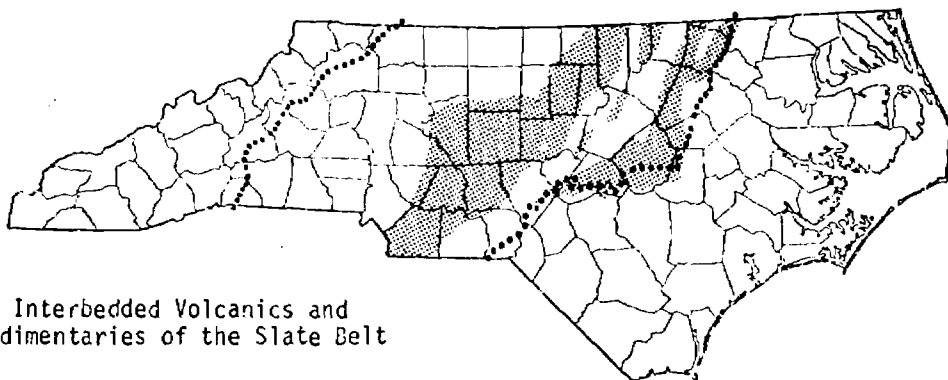 Interbedded Volcanics and
dimentaries of the Slate Belt